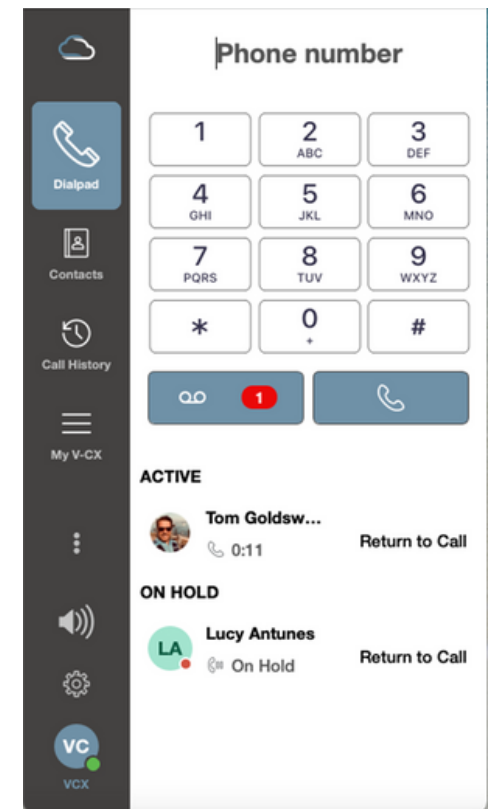 Phone number
Dialpad
Contacts
Call History
My V-CX
VC
VCX
1
2
ABC
3
DEF
4
GHI
5
JKL
6
MNO
7
PQRS
8
TUV
9
WXYZ
*
0
+
#
1
ACTIVE
Tom Goldsw...
0:11
Return to Call
ON HOLD
LA
Lucy Antunes
On Hold
Return to Call